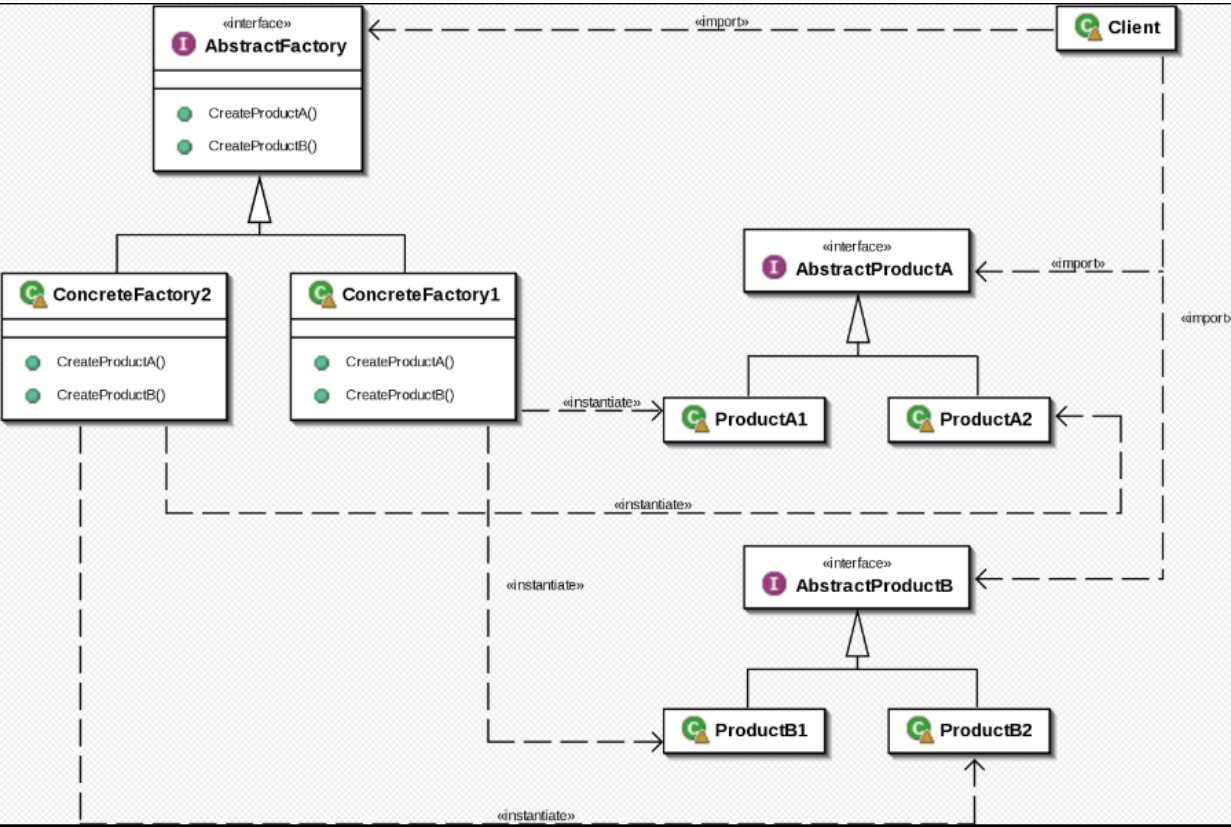 «interface»
I AbstractFactory
CreateProductA()
CreateProductB()
«import»
C Client
C ConcreteFactory2
CreateProductA()
CreateProductB()
C ConcreteFactory1
CreateProductA()
CreateProductB()
«interface»
I AbstractProductA
«import»
«import»
«instantiate»
C ProductA1
C ProductA2
«instantiate»
«interface»
I AbstractProductB
«instantiate»
C ProductB1
C ProductB2
«instantiate»